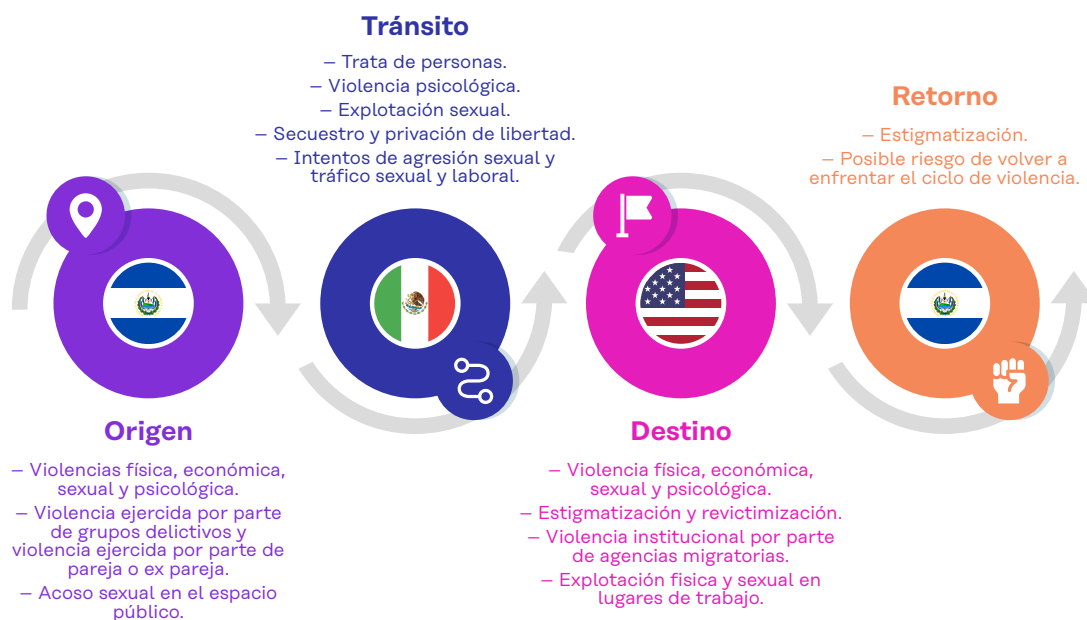 Tránsito
– Trata de personas.
– Violencia psicológica.
– Explotación sexual.
– Secuestro y privación de libertad.
– Intentos de agresión sexual y
tráfico sexual y laboral.
Retorno
– Estigmatización.
– Posible riesgo de volver a
enfrentar el ciclo de violencia.
Origen
– Violencias física, económica,
sexual y psicológica.
– Violencia ejercida por parte
de grupos delictivos y
violencia ejercida por parte de
pareja o ex pareja.
– Acoso sexual en el espacio
público.
Destino
– Violencia física, económica,
sexual y psicológica.
– Estigmatización y revictimización.
– Violencia institucional por parte
de agencias migratorias.
– Explotación fisica y sexual en
lugares de trabajo.